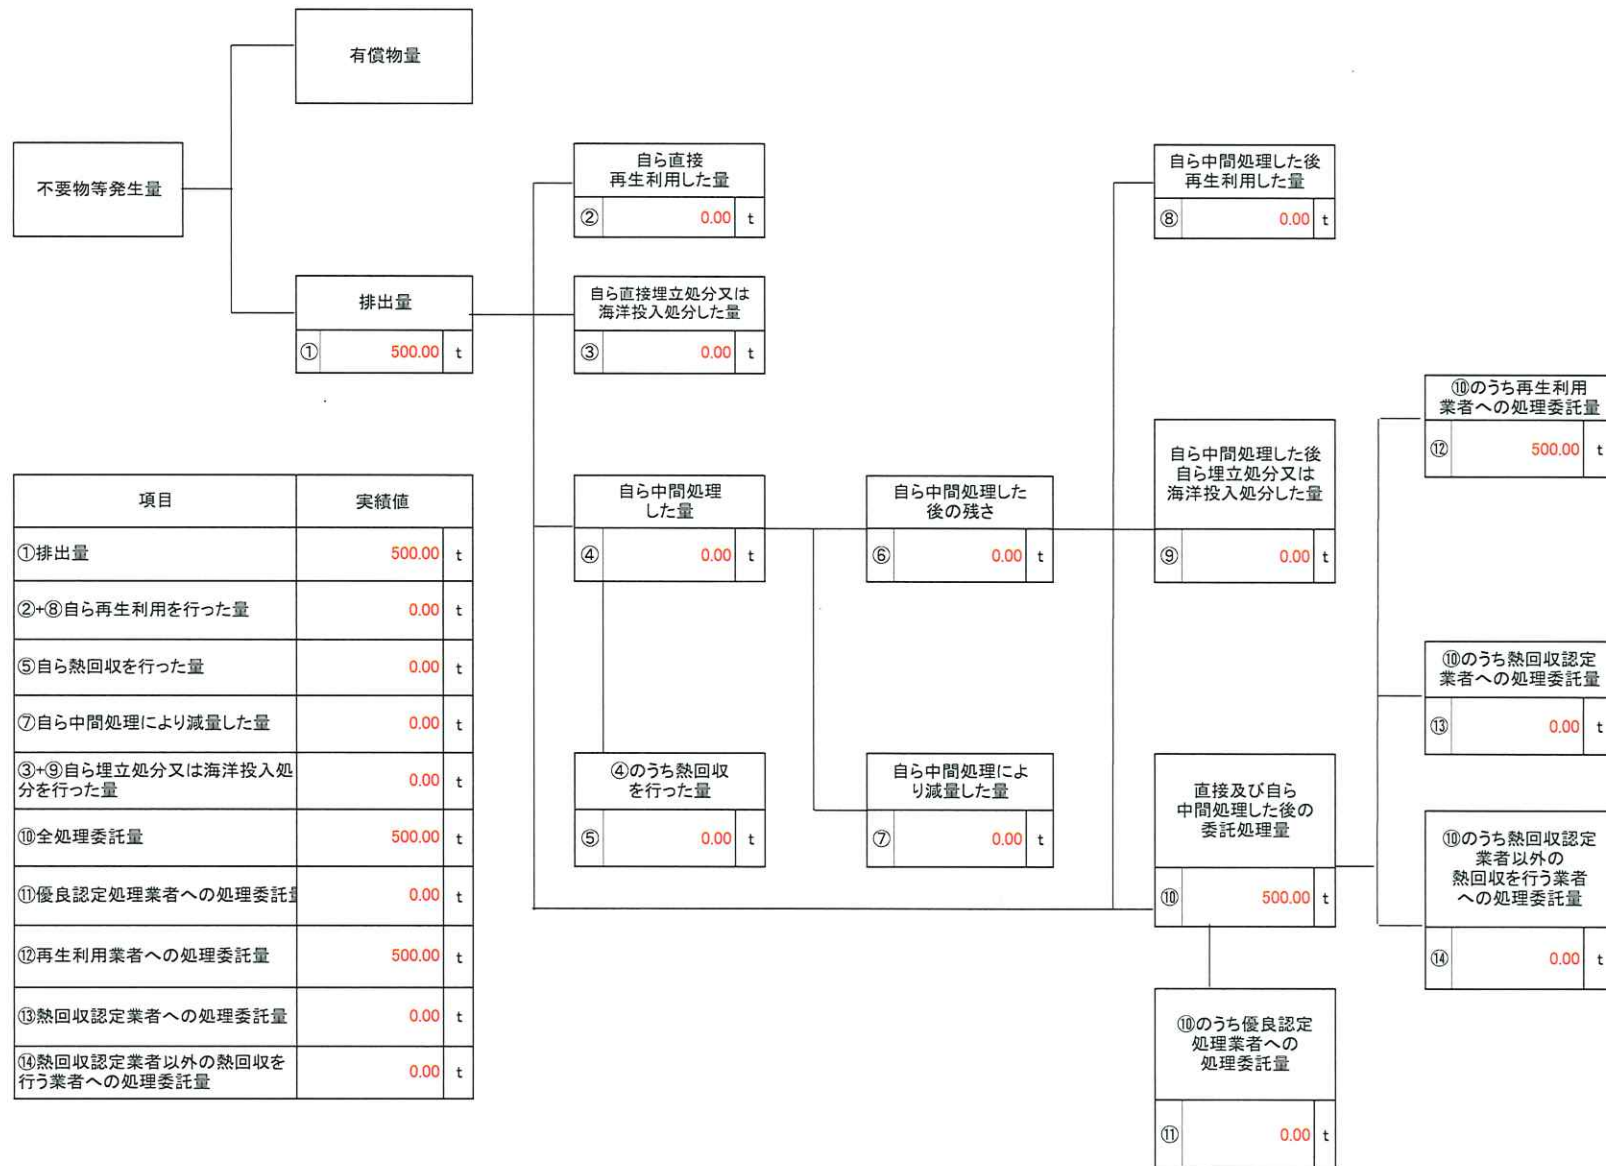 有償物量
不要物等発生量
排出量
① 500.00 t
自ら直接
再生利用した量
② 0.00 t
自ら直接埋立処分又は
海洋投入処分した量
③ 0.00 t
自ら中間処理
した量
④ 0.00 t
④のうち熱回収
を行った量
⑤ 0.00 t
自ら中間処理した
後の残さ
⑥ 0.00 t
自ら中間処理によ
り減量した量
⑦ 0.00 t
自ら中間処理した後
再生利用した量
⑧ 0.00 t
自ら中間処理した後
自ら埋立処分又は
海洋投入処分した量
⑨ 0.00 t
直接及び自ら
中間処理した後の
委託処理量
⑩ 500.00 t
⑩のうち優良認定
処理業者への
処理委託量
⑪ 0.00 t
⑩のうち再生利用
業者への処理委託量
⑫ 500.00 t
⑩のうち熱回収認定
業者への処理委託量
⑬ 0.00 t
⑩のうち熱回収認定
業者以外の
熱回収を行う業者
への処理委託量
⑭ 0.00 t
項目 実績値
①排出量 500.00 t
②+⑧自ら再生利用を行った量 0.00 t
⑤自ら熱回収を行った量 0.00 t
⑦自ら中間処理により減量した量 0.00 t
③+⑨自ら埋立処分又は海洋投入処
分を行った量 0.00 t
⑩全処理委託量 500.00 t
⑪優良認定処理業者への処理委託量 0.00 t
⑫再生利用業者への処理委託量 500.00 t
⑬熱回収認定業者への処理委託量 0.00 t
⑭熱回収認定業者以外の熱回収を
行う業者への処理委託量 0.00 t